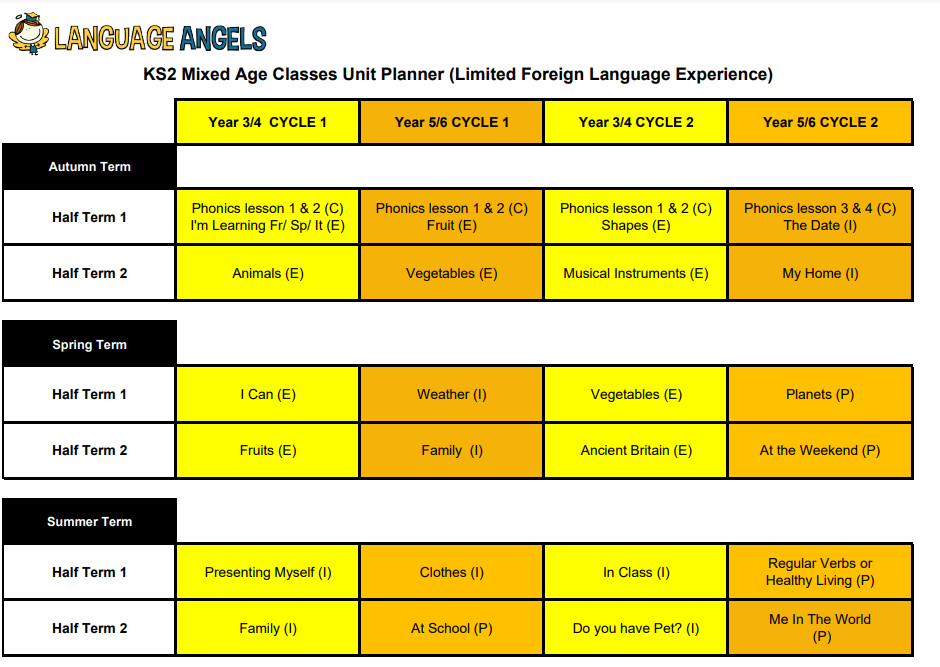 LANGUAGE ANGELS
KS2 Mixed Age Classes Unit Planner (Limited Foreign Language Experience)
Year 3/4 CYCLE 1
Year 5/6 CYCLE 1
Year 3/4 CYCLE 2
Year 5/6 CYCLE 2
Autumn Term
Half Term 1
Phonics lesson 1 & 2 (C)
I'm Learning Fr/ Sp/ It (E)
Phonics lesson 1 & 2 (C)
Fruit (E)
Phonics lesson 1 & 2 (C)
Shapes (E)
Phonics lesson 3 & 4 (C)
The Date (I)
Half Term 2
Animals (E)
Vegetables (E)
Musical Instruments (E)
My Home (I)
Spring Term
Half Term 1
I Can (E)
Weather (I)
Vegetables (E)
Planets (P)
Half Term 2
Fruits (E)
Family (I)
Ancient Britain (E)
At the Weekend (P)
Summer Term
Half Term 1
Presenting Myself (I)
Clothes (I)
In Class (I)
Regular Verbs or
Healthy Living (P)
Half Term 2
Family (I)
At School (P)
Do you have Pet? (I)
Me In The World
(P)